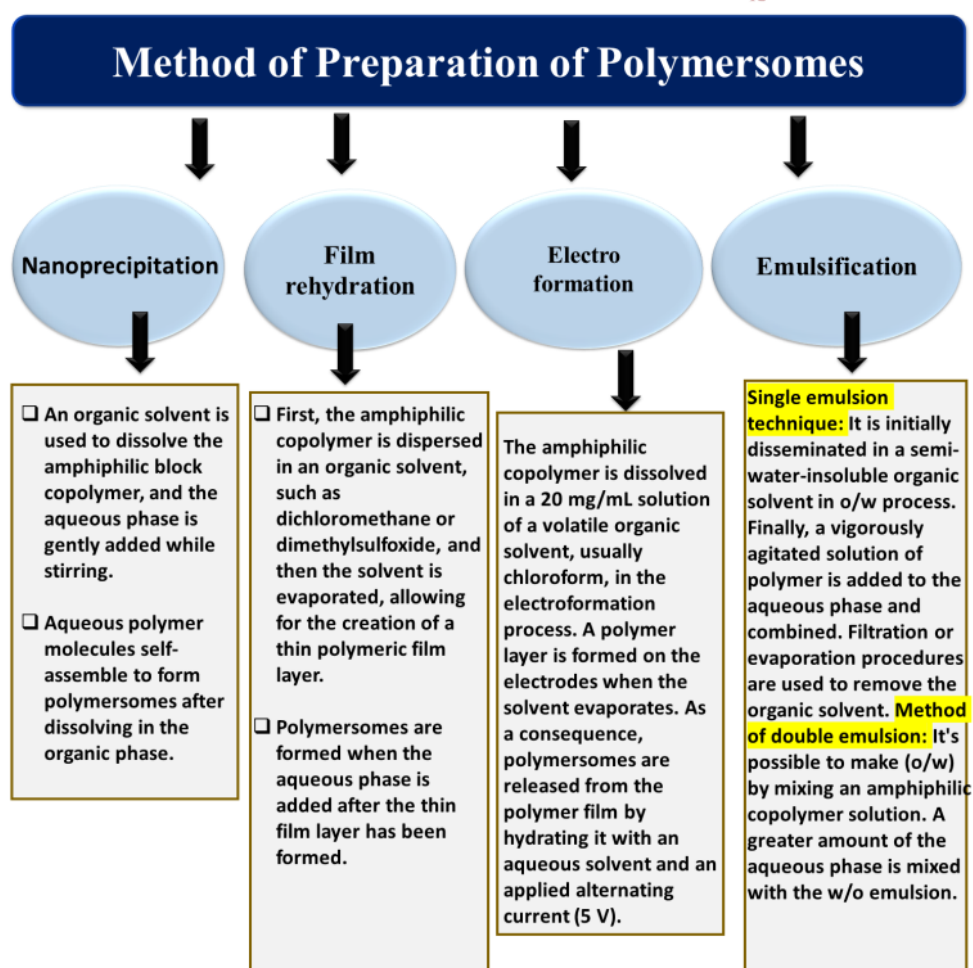 Method of Preparation of Polymersomes
Nanoprecipitation
Film
rehydration
Electro
formation
Emulsification
❑ An organic solvent is
used to dissolve the
amphiphilic block
copolymer, and the
aqueous phase is
gently added while
stirring.
❑ Aqueous polymer
molecules self-
assemble to form
polymersomes after
dissolving in the
organic phase.
❑ First, the amphiphilic
copolymer is dispersed
in an organic solvent,
such as
dichloromethane or
dimethylsulfoxide, and
then the solvent is
evaporated, allowing
for the creation of a
thin polymeric film
layer.
❑ Polymersomes are
formed when the
aqueous phase is
added after the thin
film layer has been
formed.
The amphiphilic
copolymer is dissolved
in a 20 mg/mL solution
of a volatile organic
solvent, usually
chloroform, in the
electroformation
process. A polymer
layer is formed on the
electrodes when the
solvent evaporates. As
a consequence,
polymersomes are
released from the
polymer film by
hydrating it with an
aqueous solvent and an
applied alternating
current (5 V).
Single emulsion
technique: It is initially
disseminated in a semi-
water-insoluble organic
solvent in o/w process.
Finally, a vigorously
agitated solution of
polymer is added to the
aqueous phase and
combined. Filtration or
evaporation procedures
are used to remove the
organic solvent. Method
of double emulsion: It's
possible to make (o/w)
by mixing an amphiphilic
copolymer solution. A
greater amount of the
aqueous phase is mixed
with the w/o emulsion.